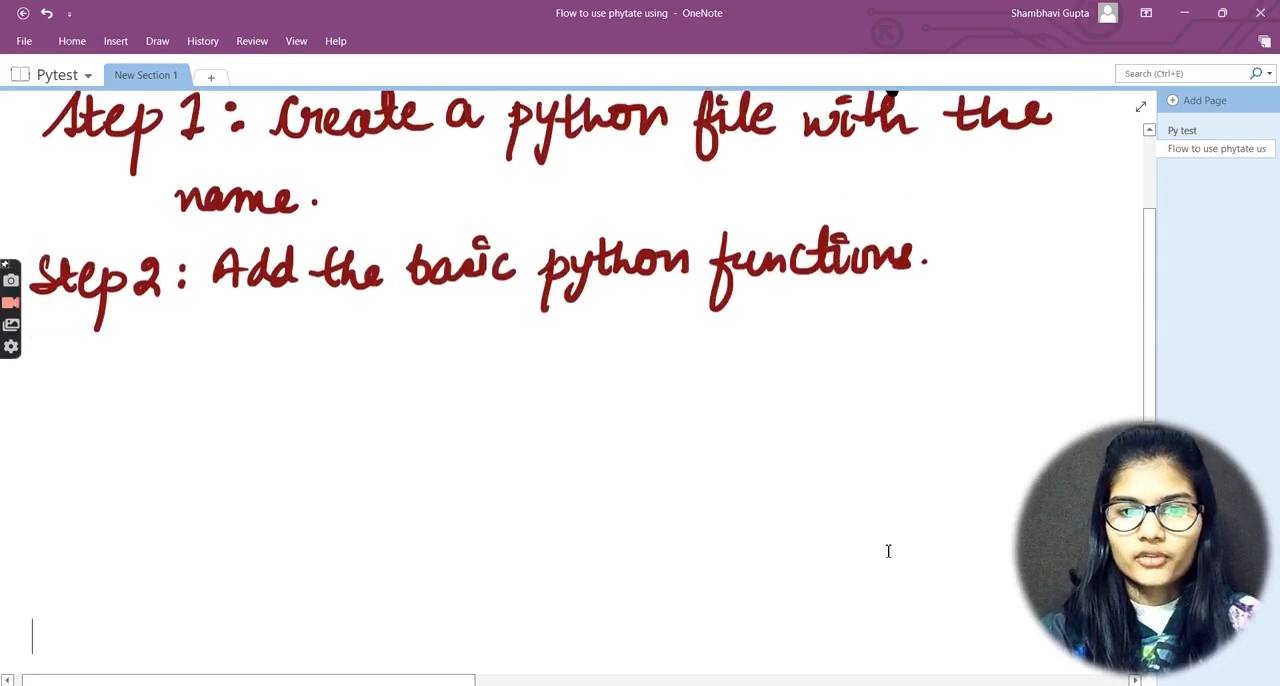 Flow to use phytate using - OneNote
Shambhavi Gupta
File Home Insert Draw History Review View Help
Pytest
New Section 1
+
Search (Ctrl+E)
Add Page
Py test
Flow to use phytate us
Step 1 : Create a python file with the
name.
Step 2 : Add the basic python functions.